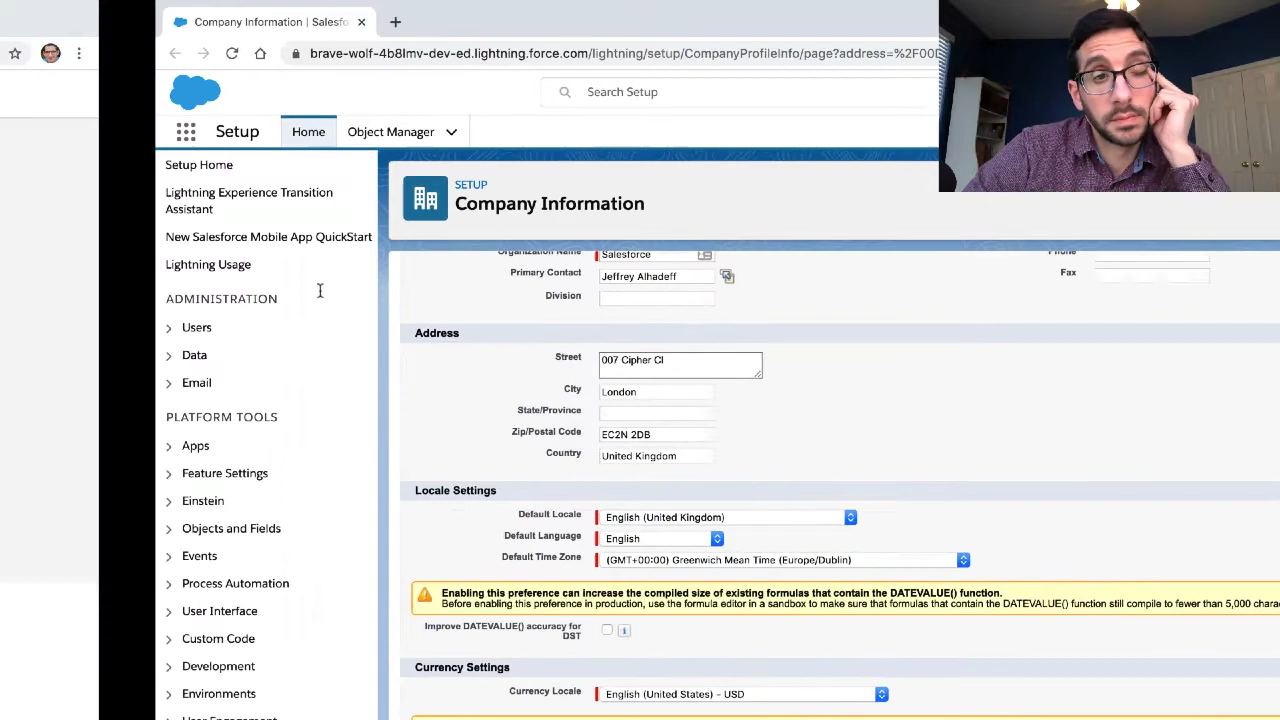 Company Information | Salesfo
brave-wolf-4b8lmv-dev-ed.lightning.force.com/lightning/setup/CompanyProfileInfo/page?address=%2F00D
Search Setup
Setup
Home
Object Manager
Setup Home
Lightning Experience Transition
Assistant
New Salesforce Mobile App QuickStart
Lightning Usage
ADMINISTRATION
Users
Data
Email
PLATFORM TOOLS
Apps
Feature Settings
Einstein
Objects and Fields
Events
Process Automation
User Interface
Custom Code
Development
Environments
User Engagement
SETUP
Company Information
Organization Name Salesforce Phone
Primary Contact Jeffrey Alhadeff Fax
Division
Address
Street 007 Cipher Cl
City London
State/Province
Zip/Postal Code EC2N 2DB
Country United Kingdom
Locale Settings
Default Locale English (United Kingdom)
Default Language English
Default Time Zone (GMT+00:00) Greenwich Mean Time (Europe/Dublin)
Enabling this preference can increase the compiled size of existing formulas that contain the DATEVALUE() function.
Before enabling this preference in production, use the formula editor in a sandbox to make sure that formulas that contain the DATEVALUE() function still compile to fewer than 5,000 chara
Improve DATEVALUE() accuracy for
DST
Currency Settings
Currency Locale English (United States) – USD